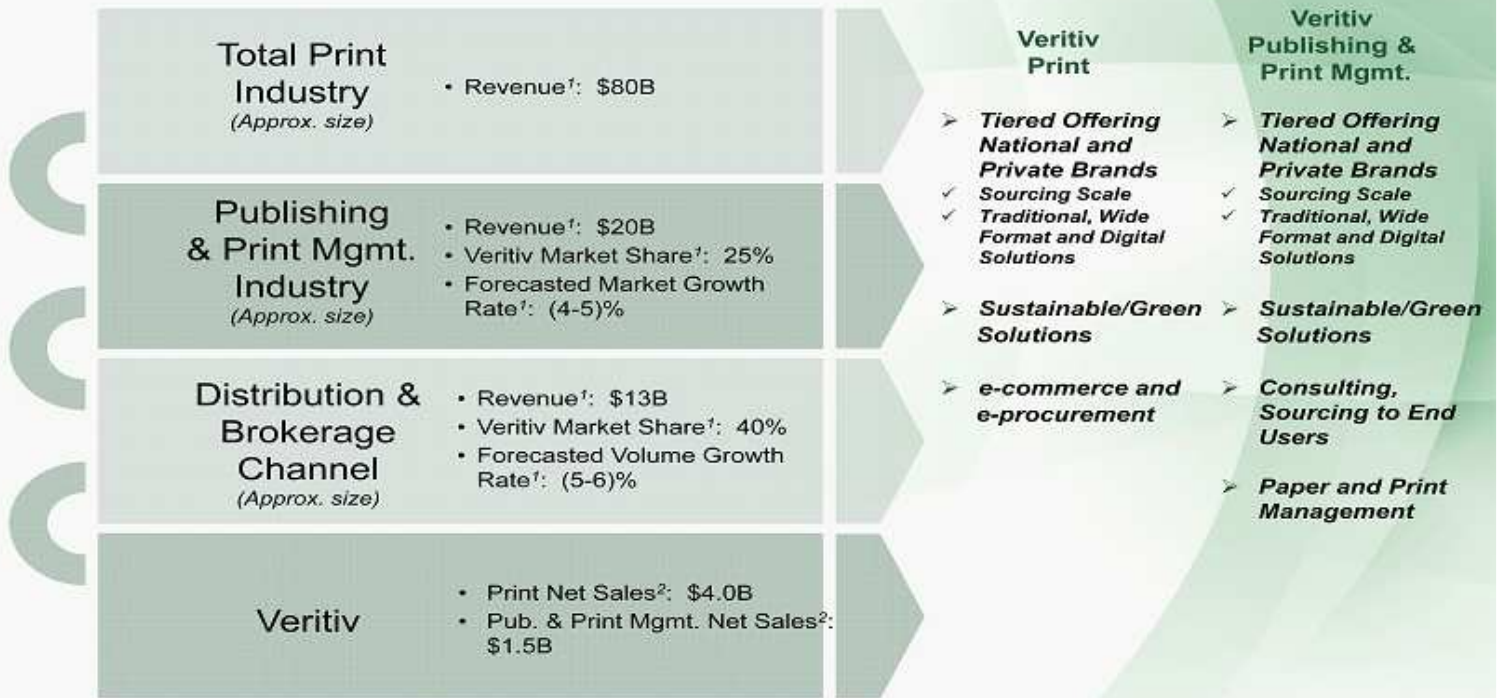 Total Print
Industry
(Approx. size)
• Revenue¹: $80B
Publishing
& Print Mgmt.
Industry
(Approx. size)
• Revenue¹: $20B
• Veritiv Market Share¹: 25%
• Forecasted Market Growth
Rate¹: (4-5)%
Distribution &
Brokerage
Channel
(Approx. size)
• Revenue¹: $13B
• Veritiv Market Share¹: 40%
• Forecasted Volume Growth
Rate¹: (5-6)%
Veritiv
• Print Net Sales²: $4.0B
• Pub. & Print Mgmt. Net Sales²:
$1.5B
Veritiv
Print
➢ Tiered Offering
National and
Private Brands
✓ Sourcing Scale
✓ Traditional, Wide
Format and Digital
Solutions
➢ Sustainable/Green
Solutions
➢ e-commerce and
e-procurement
Veritiv
Publishing &
Print Mgmt.
➢ Tiered Offering
National and
Private Brands
✓ Sourcing Scale
✓ Traditional, Wide
Format and Digital
Solutions
➢ Sustainable/Green
Solutions
➢ Consulting,
Sourcing to End
Users
➢ Paper and Print
Management